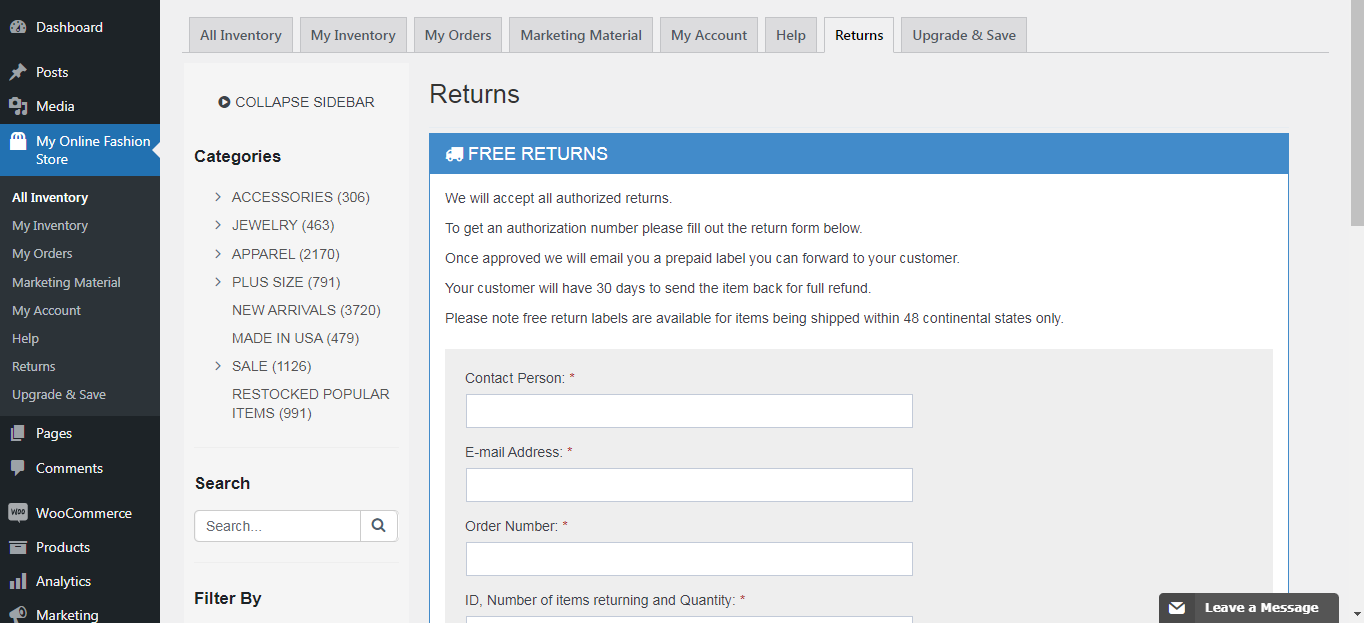 Dashboard
Posts
Media
My Online Fashion
Store
All Inventory
My Inventory
My Orders
Marketing Material
My Account
Help
Returns
Upgrade & Save
Pages
Comments
WooCommerce
Products
Analytics
Marketing
All Inventory
My Inventory
My Orders
Marketing Material
My Account
Help
Returns
Upgrade & Save
COLLAPSE SIDEBAR
Categories
ACCESSORIES (306)
JEWELRY (463)
APPAREL (2170)
PLUS SIZE (791)
NEW ARRIVALS (3720)
MADE IN USA (479)
SALE (1126)
RESTOCKED POPULAR
ITEMS (991)
Search
Search...
Filter By
Returns
FREE RETURNS
We will accept all authorized returns.
To get an authorization number please fill out the return form below.
Once approved we will email you a prepaid label you can forward to your customer.
Your customer will have 30 days to send the item back for full refund.
Please note free return labels are available for items being shipped within 48 continental states only.
Contact Person: *
E-mail Address: *
Order Number: *
ID, Number of items returning and Quantity: *
Leave a Message